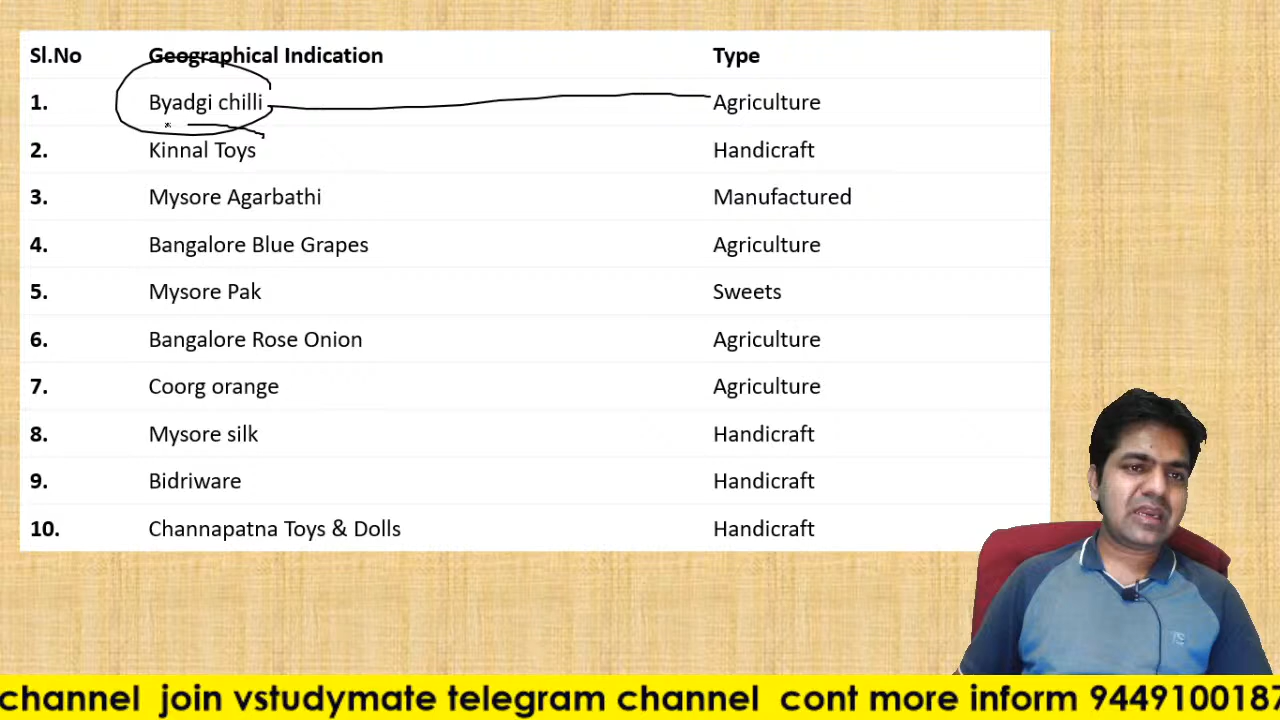 Sl.No Geographical Indication Type
1. Byadgi chilli Agriculture
2. Kinnal Toys Handicraft
3. Mysore Agarbathi Manufactured
4. Bangalore Blue Grapes Agriculture
5. Mysore Pak Sweets
6. Bangalore Rose Onion Agriculture
7. Coorg orange Agriculture
8. Mysore silk Handicraft
9. Bidriware Handicraft
10. Channapatna Toys & Dolls Handicraft
channel join vstudymate telegram channel cont more inform 944910018